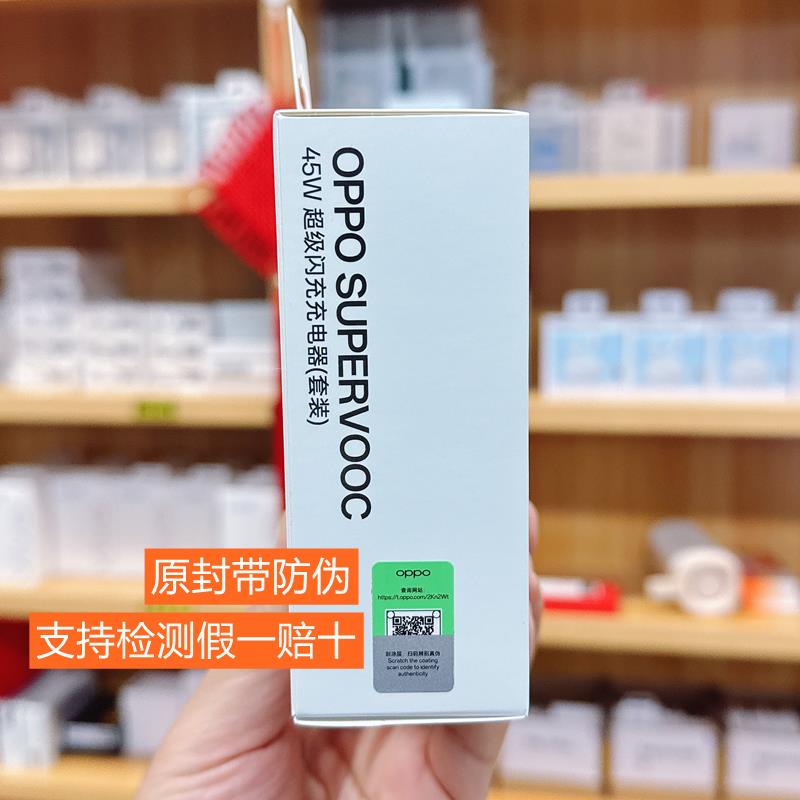 OPPO SUPERVOOC
45W 超级闪充充电器(套装)
原封带防伪
支持检测假一赔十
oppo
查询网站:
https://t.oppo.com/2Kn2Wt
刮涂层，扫码辨别真伪
Scratch the coating
scan code to identify
authenticity